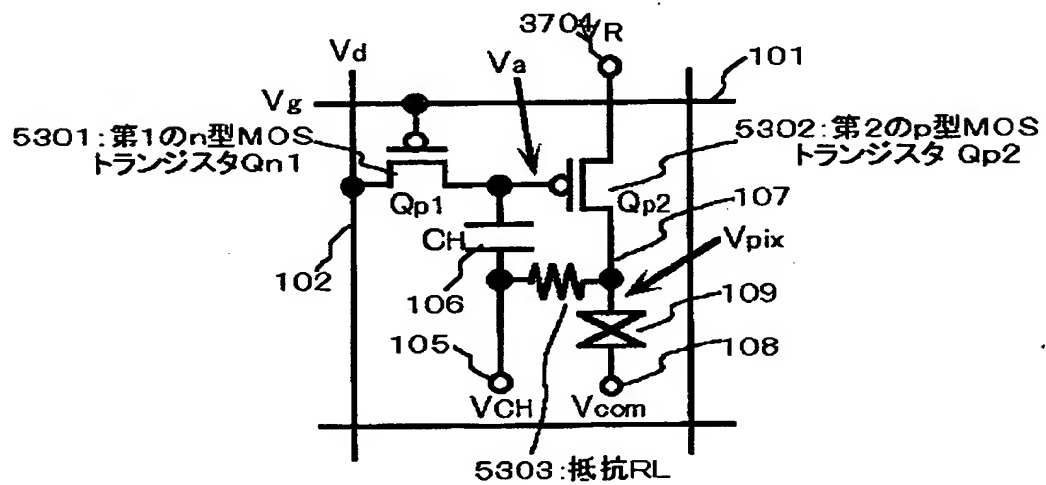 3704 VR
Vd
Va
101
Vg
5301:第1のn型MOS
トランジスタQn1
5302:第2のp型MOS
トランジスタ Qp2
Qp1
Qp2
107
CH
Vpix
102
106
109
105
108
VCH
Vcom
5303:抵抗RL